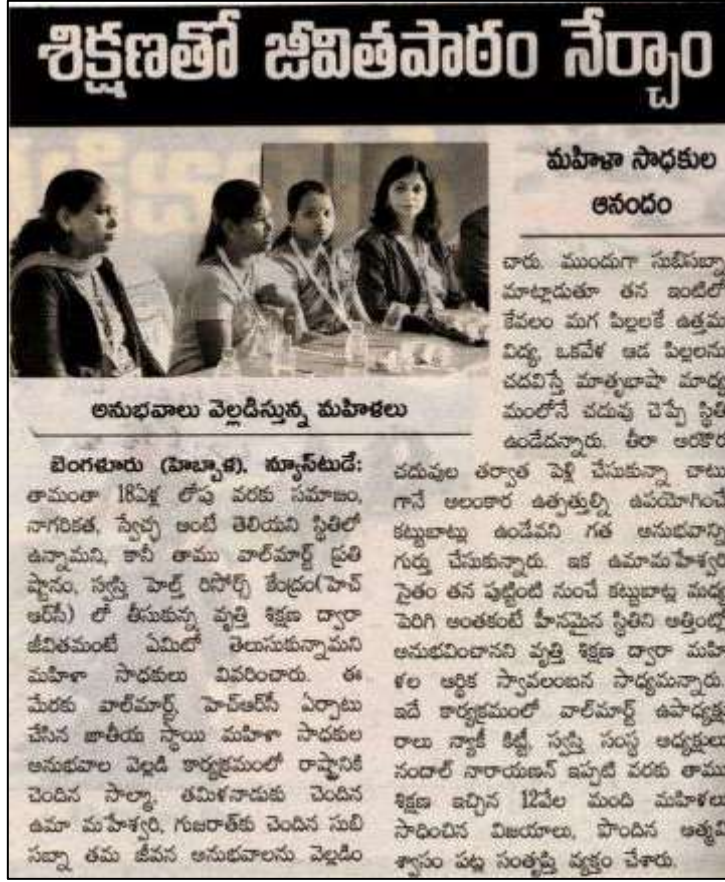 శిక్షణతో జీవితపాఠం నేర్చాం
మహిళా సాధకుల
ఆనందం
అనుభవాలు వెల్లడిస్తున్న మహిళలు
బెంగళూరు (హెబ్బాళ), న్యూస్‌టుడే:
తామంతా 18ఏళ్ల లోపు వరకు సమాజం,
నాగరికత, స్వేచ్ఛ అంటే తెలియని స్థితిలో
ఉన్నామని, కానీ తాము వాల్‌మార్ట్ ప్రతి
ష్ఠానం, స్వస్తి హెల్త్ రిసోర్స్ కేంద్రం(హెచ్
ఆర్‌సీ) లో తీసుకున్న వృత్తి శిక్షణ ద్వారా
జీవితమంటే ఏమిటో తెలుసుకున్నామని
మహిళా సాధకులు వివరించారు. ఈ
మేరకు వాల్‌మార్ట్, హెచ్ఆర్‌సీ ఏర్పాటు
చేసిన జాతీయ స్థాయి మహిళా సాధకుల
అనుభవాల వెల్లడి కార్యక్రమంలో రాష్ట్రానికి
చెందిన సాల్మా, తమిళనాడుకు చెందిన
ఉమా మహేశ్వరి, గుజరాత్‌కు చెందిన సుబి
సబ్నా తమ జీవన అనుభవాలను వెల్లడిం
చారు. ముందుగా సుబిసబ్నా
మాట్లాడుతూ తన ఇంటిలో
కేవలం మగ పిల్లలకే ఉత్తమ
విద్య, ఒకవేళ ఆడ పిల్లలను
చదివిస్తే మాతృభాషా మాధ్య
మంలోనే చదువు చెప్పే స్థితి
ఉండేదన్నారు. తీరా అరకొర
చదువుల తర్వాత పెళ్లి చేసుకున్నా చాటు
గానే అలంకార ఉత్పత్తుల్ని ఉపయోగించే
కట్టుబాట్లు ఉండేవని గత అనుభవాన్ని
గుర్తు చేసుకున్నారు. ఇక ఉమామహేశ్వరి
సైతం తన పుట్టింటి నుంచే కట్టుబాట్ల మధ్య
పెరిగి అంతకంటే హీనమైన స్థితిని అత్తింట్లో
అనుభవించానని వృత్తి శిక్షణ ద్వారా మహి
ళల ఆర్థిక స్వావలంబన సాధ్యమన్నారు.
ఇదే కార్యక్రమంలో వాల్‌మార్ట్ ఉపాధ్యక్షు
రాలు న్యాకీ కిట్టీ, స్వస్తి సంస్థ అధ్యక్షులు
నందాల్ నారాయణన్ ఇప్పటి వరకు తాము
శిక్షణ ఇచ్చిన 12వేల మంది మహిళలు
సాధించిన విజయాలు, పొందిన ఆత్మవి
శ్వాసం పట్ల సంతృప్తి వ్యక్తం చేశారు.